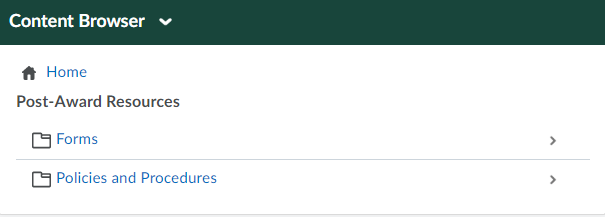 Content Browser
Home
Post-Award Resources
Forms
Policies and Procedures